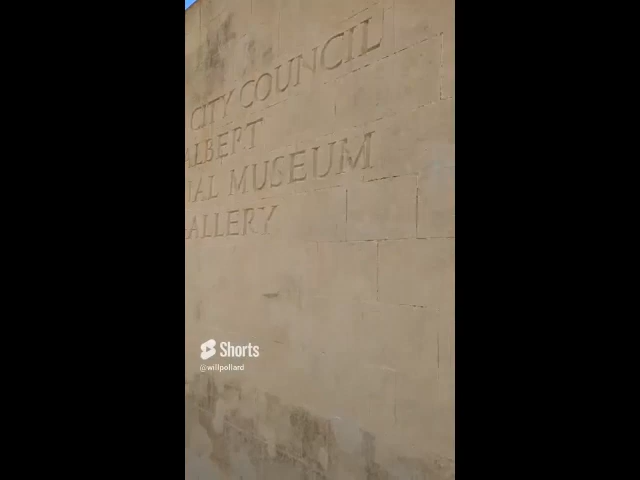 CITY COUNCIL
ALBERT
IAL MUSEUM
ALLERY
Shorts
@willpollard